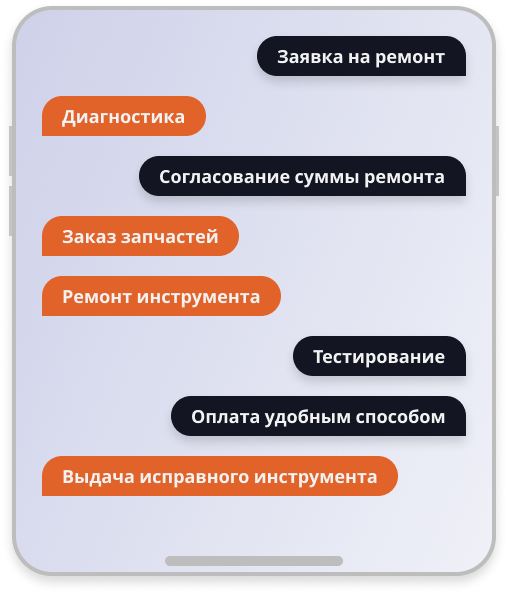 Заявка на ремонт
Диагностика
Согласование суммы ремонта
Заказ запчастей
Ремонт инструмента
Тестирование
Оплата удобным способом
Выдача исправного инструмента